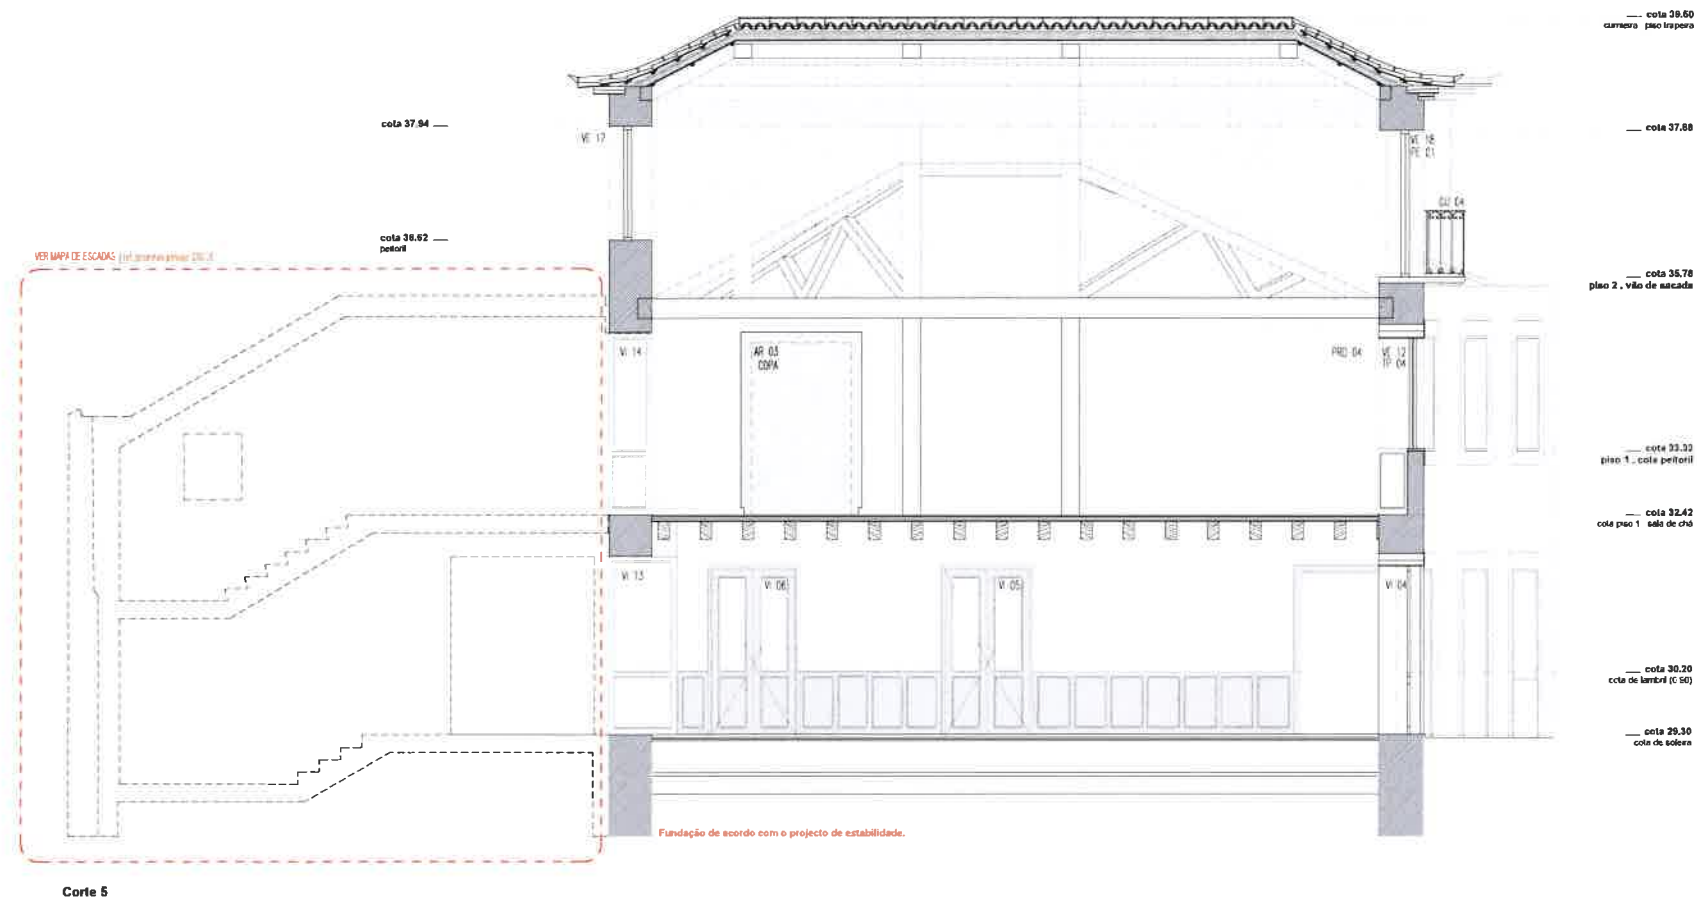 cota 39.60
cumieira piso trapeira
cota 37.94
cota 37.88
VE 17
VE 18
PE 01
GU 04
cota 36.62
peitoril
VER MAPA DE ESCADAS
cota 35.78
piso 2 , vão de sacada
VI 14
AR 03
COPA
PRO 04
VE 12
TP 04
cota 33.33
piso 1 , cota peitoril
cota 32.42
cota piso 1 sala de chá
VI 13
VI 06
VI 05
VI 04
cota 30.20
cota de lambril (0.90)
cota 29.30
cota de soleira
Fundação de acordo com o projecto de estabilidade.
Corte 5